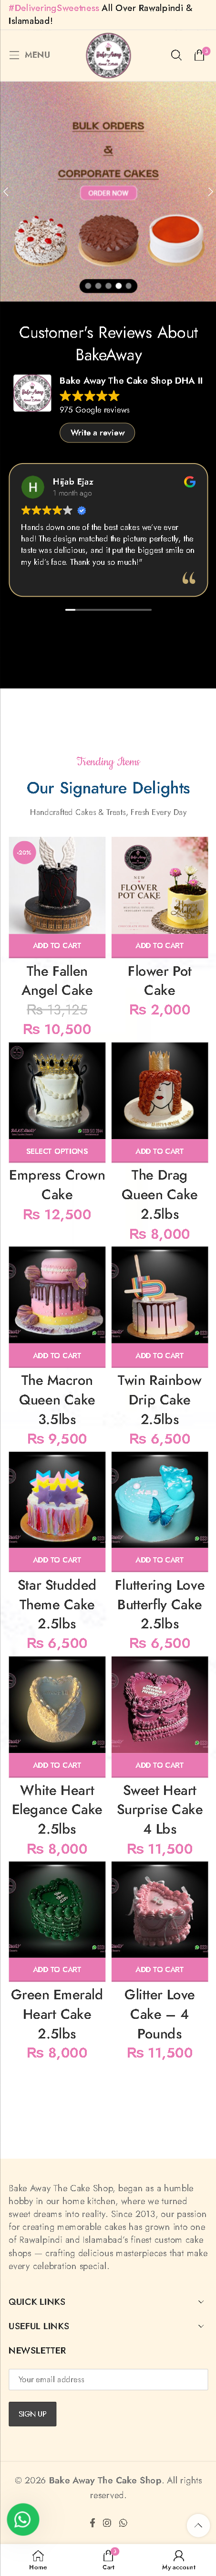 #DeliveringSweetness All Over Rawalpindi &
Islamabad!
MENU
3
BULK ORDERS
&
CORPORATE CAKES
ORDER NOW
Customer's Reviews About
BakeAway
Bake Away The Cake Shop DHA II
975 Google reviews
Write a review
H
Hijab Ejaz
1 month ago
Hands down one of the best cakes we've ever
had! The design matched the picture perfectly, the
taste was delicious, and it put the biggest smile on
my kid's face. Thank you so much!"
Trending Items
Our Signature Delights
Handcrafted Cakes & Treats, Fresh Every Day
-20%
NEW
FLOWER
POT CAKE
ADD TO CART
ADD TO CART
The Fallen
Angel Cake
₨ 13,125
₨ 10,500
Flower Pot
Cake
₨ 2,000
SELECT OPTIONS
ADD TO CART
Empress Crown
Cake
₨ 12,500
The Drag
Queen Cake
2.5lbs
₨ 8,000
ADD TO CART
ADD TO CART
The Macron
Queen Cake
3.5lbs
₨ 9,500
Twin Rainbow
Drip Cake
2.5lbs
₨ 6,500
ADD TO CART
ADD TO CART
Star Studded
Theme Cake
2.5lbs
₨ 6,500
Fluttering Love
Butterfly Cake
2.5lbs
₨ 6,500
ADD TO CART
ADD TO CART
White Heart
Elegance Cake
2.5lbs
₨ 8,000
Sweet Heart
Surprise Cake
4 Lbs
₨ 11,500
ADD TO CART
ADD TO CART
Green Emerald
Heart Cake
2.5lbs
₨ 8,000
Glitter Love
Cake – 4
Pounds
₨ 11,500
Bake Away The Cake Shop, began as a humble
hobby in our home kitchen, where we turned
sweet dreams into reality. Since 2013, our passion
for creating memorable cakes has grown into one
of Rawalpindi and Islamabad's finest custom cake
shops — crafting delicious masterpieces that make
every celebration special.
QUICK LINKS
USEFUL LINKS
NEWSLETTER
Your email address
SIGN UP
© 2026 Bake Away The Cake Shop. All rights
reserved.
Home
3
Cart
My account